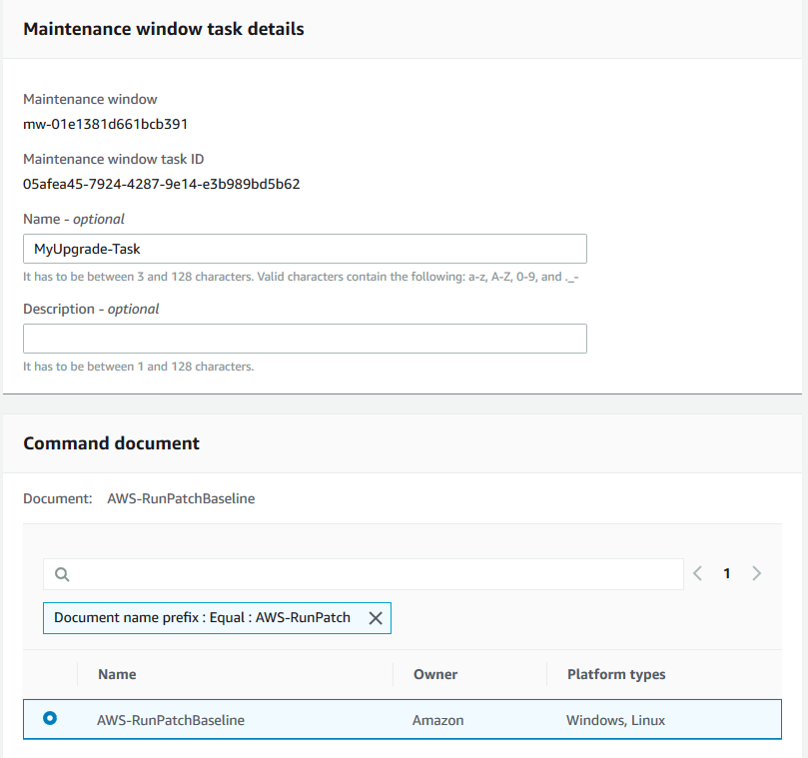 Maintenance window task details
Maintenance window
mw-01e1381d661bcb391
Maintenance window task ID
05afea45-7924-4287-9e14-e3b989bd5b62
Name - optional
MyUpgrade-Task
It has to be between 3 and 128 characters. Valid characters contain the following: a-z, A-Z, 0-9, and ._-
Description - optional
It has to be between 1 and 128 characters.
Command document
Document: AWS-RunPatchBaseline
1
Document name prefix : Equal : AWS-RunPatch
Name Owner Platform types
AWS-RunPatchBaseline Amazon Windows, Linux